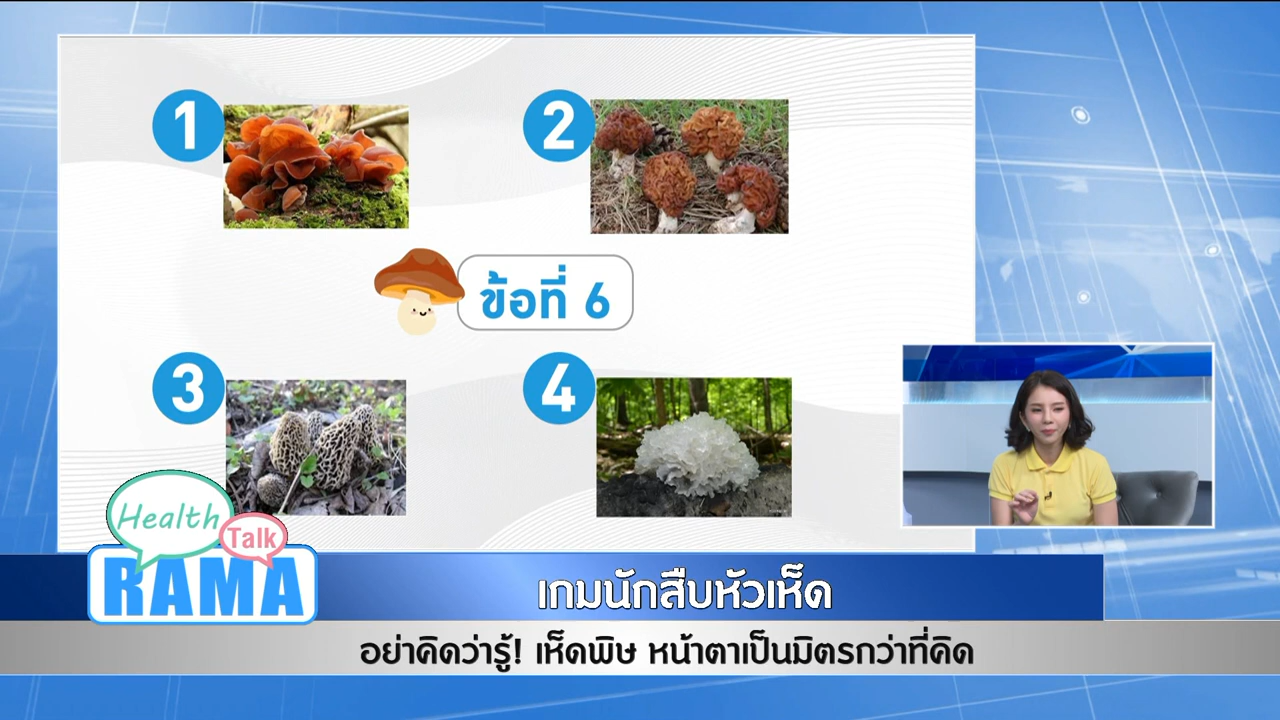 1
2
ข้อที่ 6
3
4
Health
Talk
RAMA
เกมนักสืบหัวเห็ด
อย่าคิดว่ารู้! เห็ดพิษ หน้าตาเป็นมิตรกว่าที่คิด